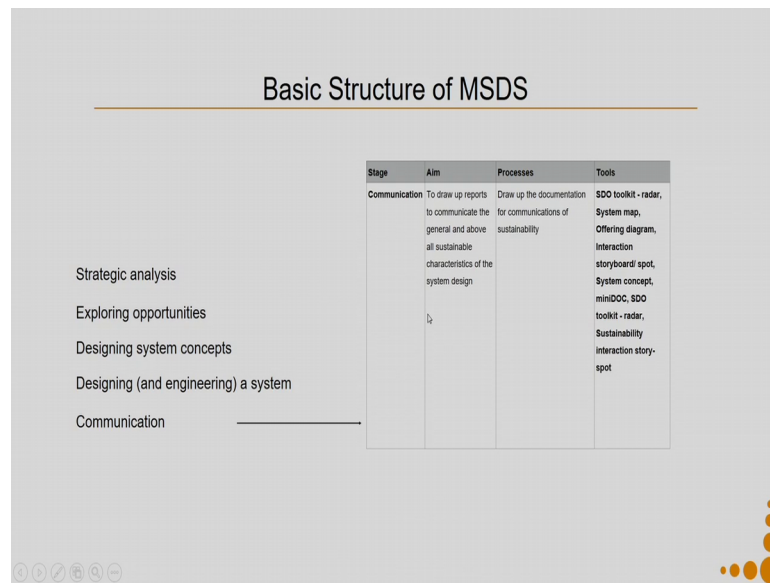 Basic Structure of MSDS
Strategic analysis
Exploring opportunities
Designing system concepts
Designing (and engineering) a system
Communication
Stage Aim Processes Tools
Communication To draw up reports Draw up the documentation SDO toolkit - radar,
to communicate the for communications of System map,
general and above sustainability Offering diagram,
all sustainable Interaction
characteristics of the storyboard/ spot,
system design System concept,
miniDOC, SDO
toolkit - radar,
Sustainability
interaction story-
spot